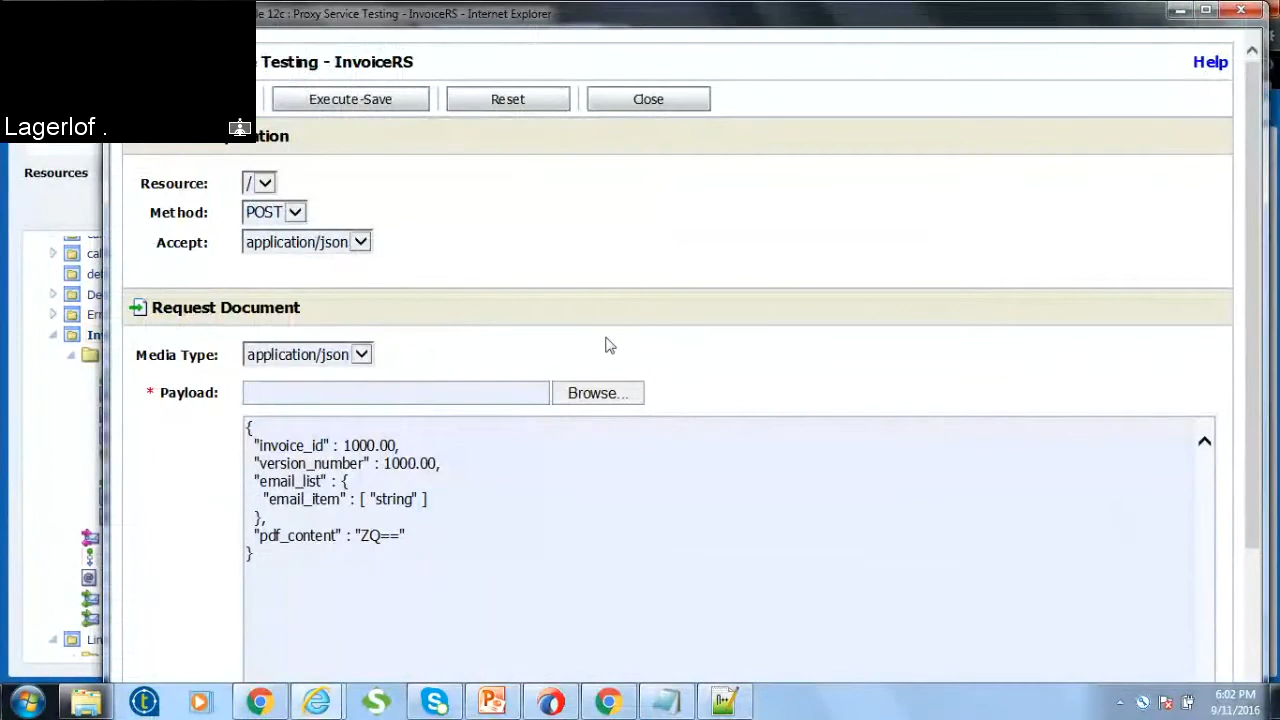 le 12c : Proxy Service Testing - InvoiceRS - Internet Explorer
Testing - InvoiceRS
Help
Execute-Save
Reset
Close
Lagerlof .
Resources
Resource:
/
Method:
POST
Accept:
application/json
Request Document
Media Type:
application/json
* Payload:
Browse...
{
"invoice_id" : 1000.00,
"version_number" : 1000.00,
"email_list" : {
"email_item" : [ "string" ]
},
"pdf_content" : "ZQ=="
}
6:02 PM
9/11/2016